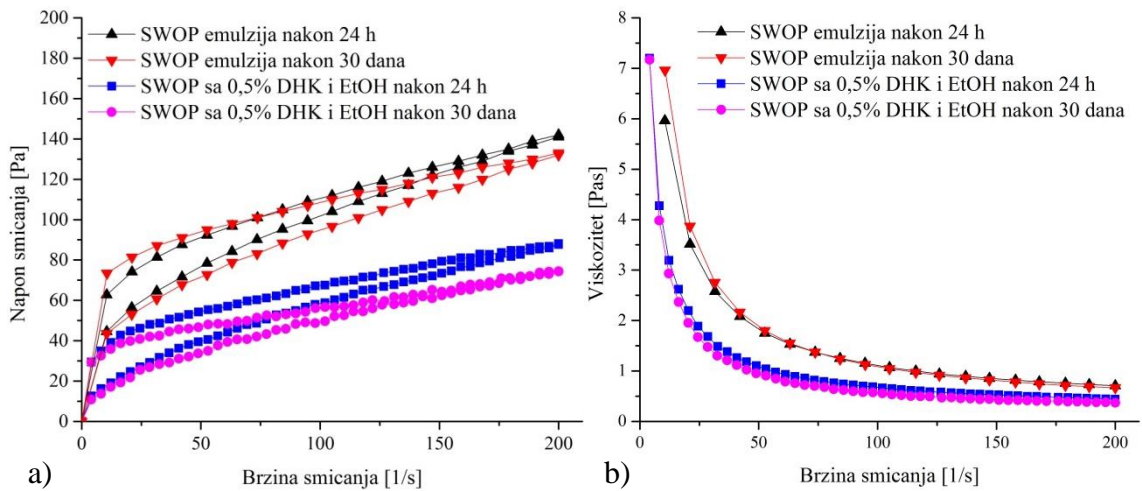 200
180
160
140
120
100
80
60
40
20
0
Napon smicanja [Pa]
SWOP emulzija nakon 24 h
SWOP emulzija nakon 30 dana
SWOP sa 0,5% DHK i EtOH nakon 24 h
SWOP sa 0,5% DHK i EtOH nakon 30 dana
0 50 100 150 200
Brzina smicanja [1/s]
a)
8
7
6
5
4
3
2
1
0
Viskozitet [Pas]
SWOP emulzija nakon 24 h
SWOP emulzija nakon 30 dana
SWOP sa 0,5% DHK i EtOH nakon 24 h
SWOP sa 0,5% DHK i EtOH nakon 30 dana
0 50 100 150 200
Brzina smicanja [1/s]
b)